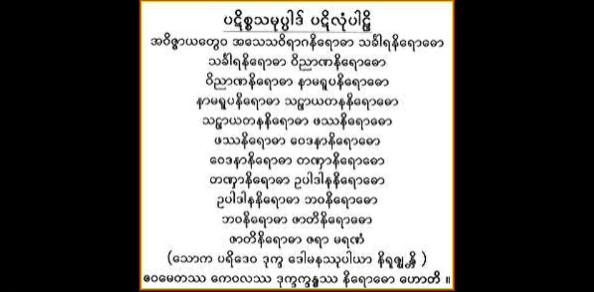 ပဋိစ္စသမုပ္ပါဒ် ပဋိလုံပါဠိ
အဝိဇ္ဇာယတွေဝ အသေသဝိရာဂနိရောဓာ သင်္ခါရနိရောဓော
သင်္ခါရနိရောဓာ ဝိညာဏနိရောဓော
ဝိညာဏနိရောဓာ နာမရူပနိရောဓော
နာမရူပနိရောဓာ သဠာယတနနိရောဓော
သဠာယတနနိရောဓာ ဖဿနိရောဓော
ဖဿနိရောဓာ ဝေဒနာနိရောဓော
ဝေဒနာနိရောဓာ တဏှာနိရောဓော
တဏှာနိရောဓာ ဥပါဒါနနိရောဓော
ဥပါဒါနနိရောဓာ ဘဝနိရောဓော
ဘဝနိရောဓာ ဇာတိနိရောဓော
ဇာတိနိရောဓာ ဇရာ မရဏံ
(သောက ပရိဒေဝ ဒုက္ခ ဒေါမနဿုပါယာ နိရုဇ္ဈန္တိ )
ဧဝမေတဿ ကေဝလဿ ဒုက္ခက္ခန္ဓဿ နိရောဓော ဟောတိ ။